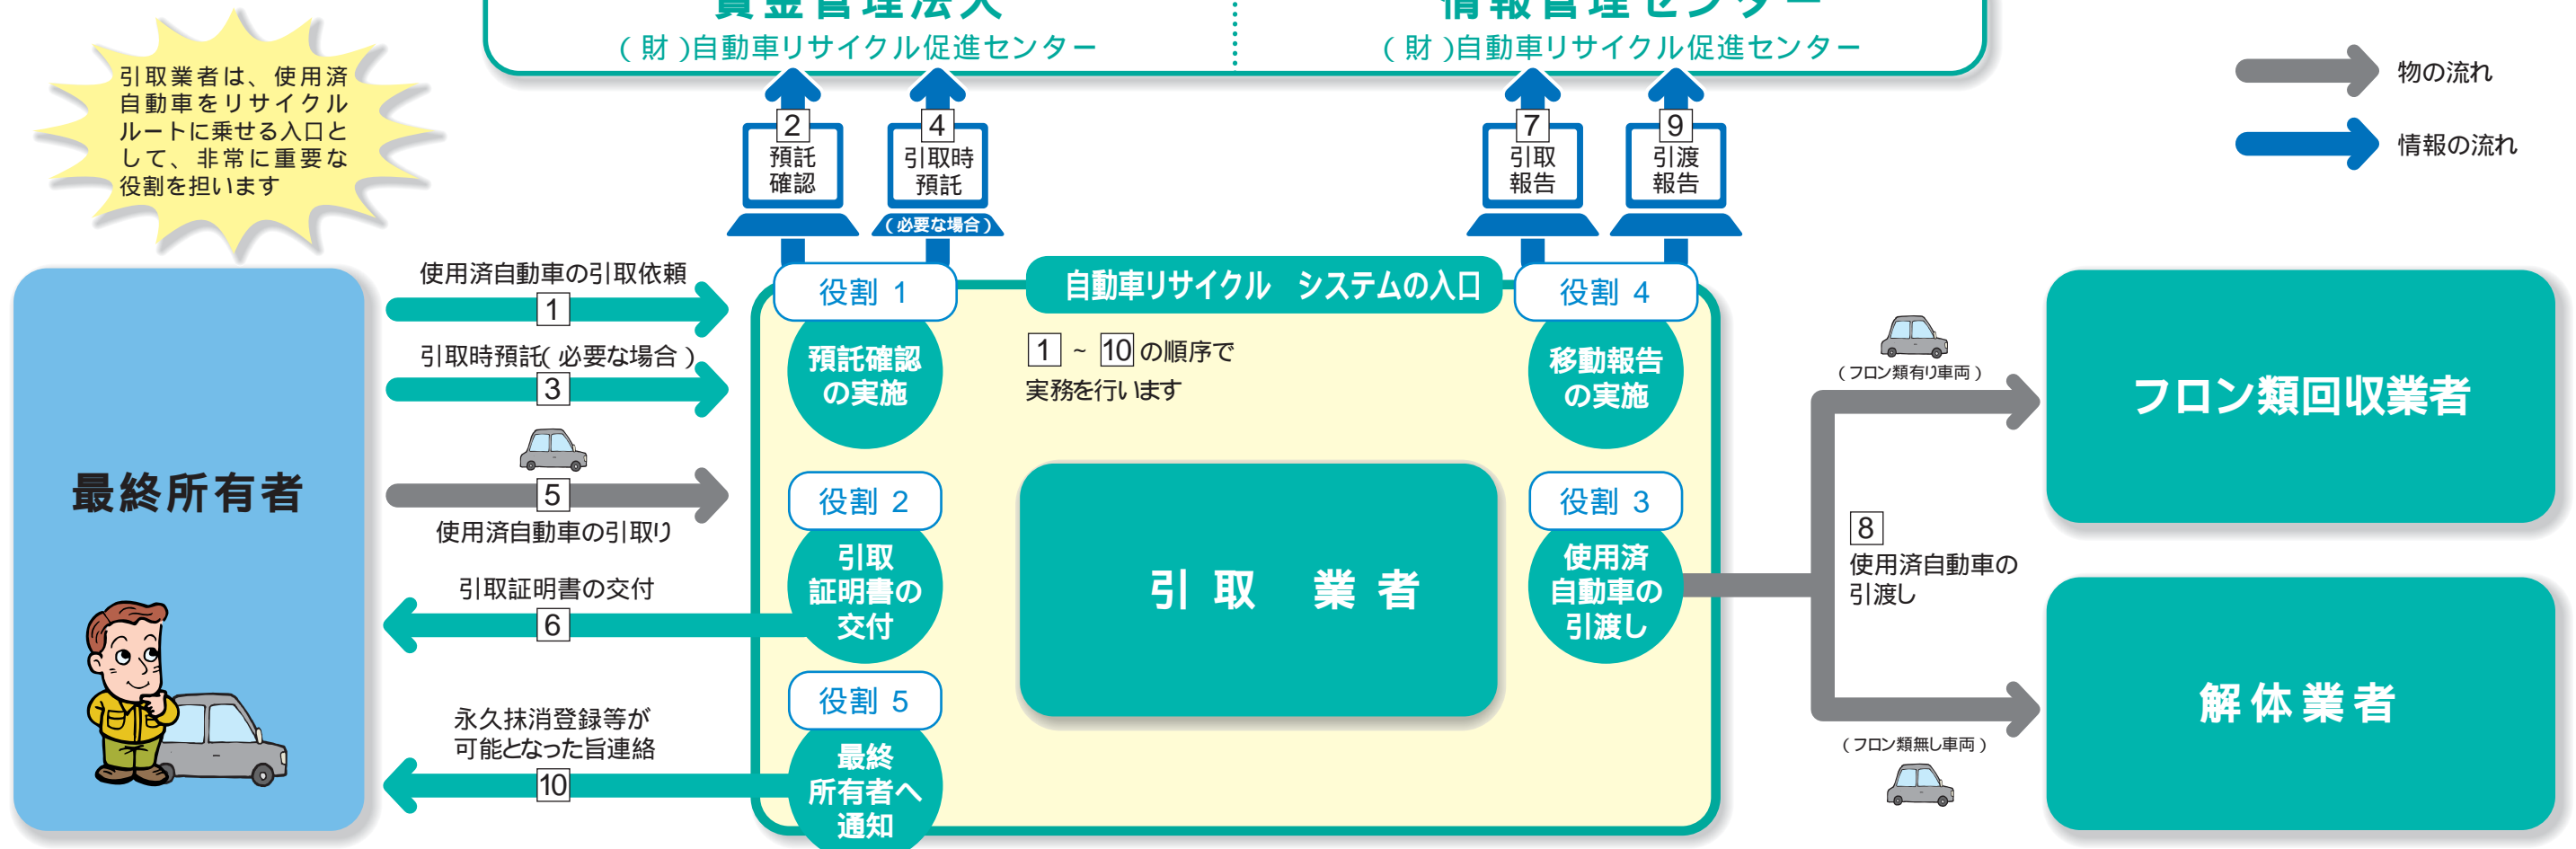 資金管理法人
情報管理センター
(財)自動車リサイクル促進センター
(財)自動車リサイクル促進センター
引取業者は、使用済
自動車をリサイクル
ルートに乗せる入口と
して、非常に重要な
役割を担います
物の流れ
情報の流れ
2
預託
確認
4
引取時
預託
(必要な場合)
7
引取
報告
9
引渡
報告
最終所有者
使用済自動車の引取依頼
1
引取時預託(必要な場合)
3
5
使用済自動車の引取り
引取証明書の交付
6
永久抹消登録等が
可能となった旨連絡
10
自動車リサイクル システムの入口
1 ~ 10 の順序で
実務を行います
役割 1
預託確認
の実施
役割 2
引取
証明書の
交付
役割 5
最終
所有者へ
通知
引取 業者
役割 4
移動報告
の実施
役割 3
使用済
自動車の
引渡し
(フロン類有り車両)
8
使用済自動車の
引渡し
(フロン類無し車両)
フロン類回収業者
解体業者